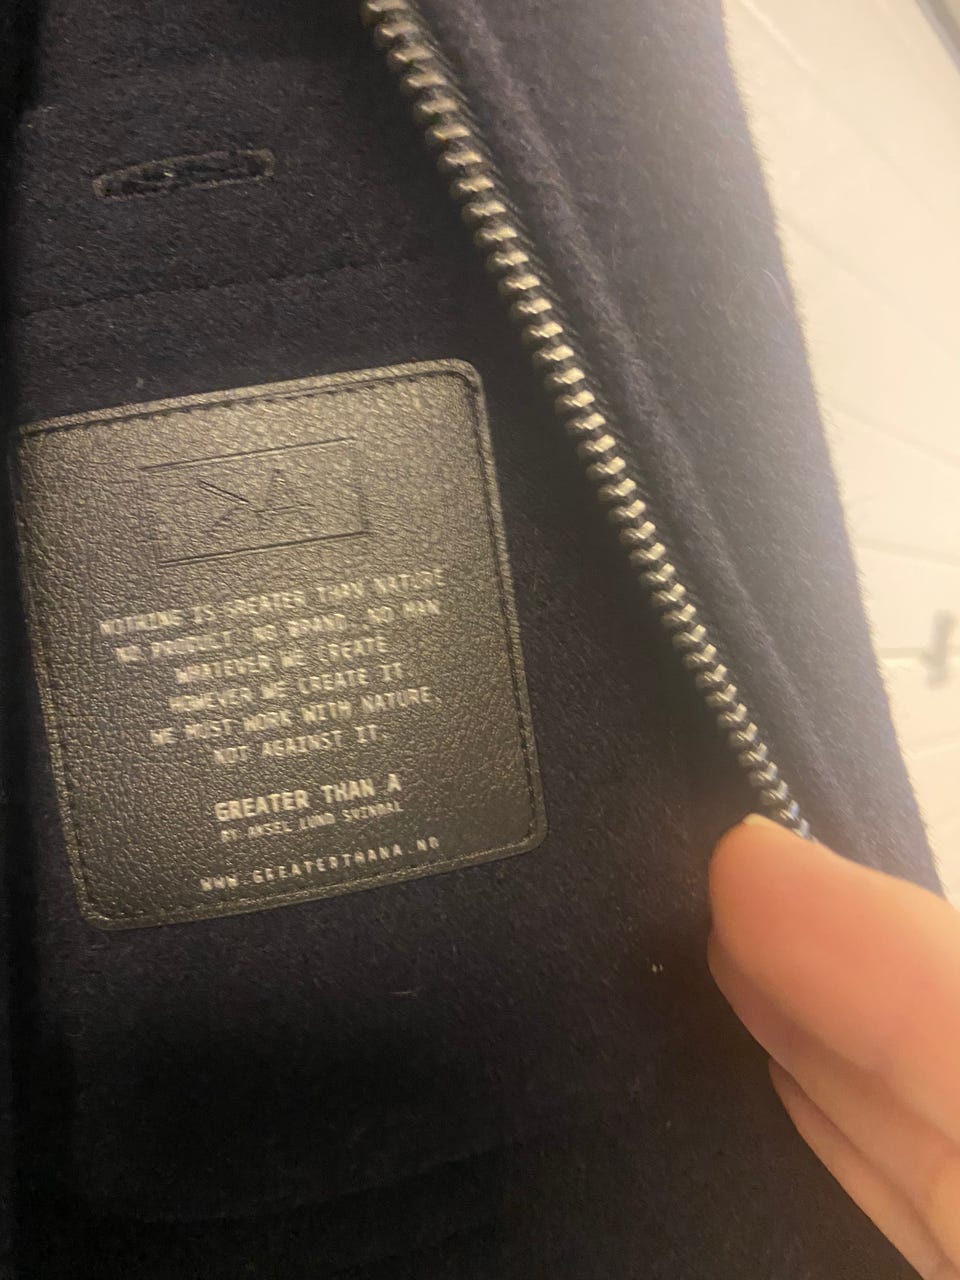 >A
NOTHING IS GREATER THAN NATURE
NO PRODUCT, NO BRAND, NO MAN
WHATEVER WE CREATE
HOWEVER WE CREATE IT
WE MUST WORK WITH NATURE,
NOT AGAINST IT.
GREATER THAN A
BY AKSEL LUND SVINDAL
WWW.GREATERTHANA.NO